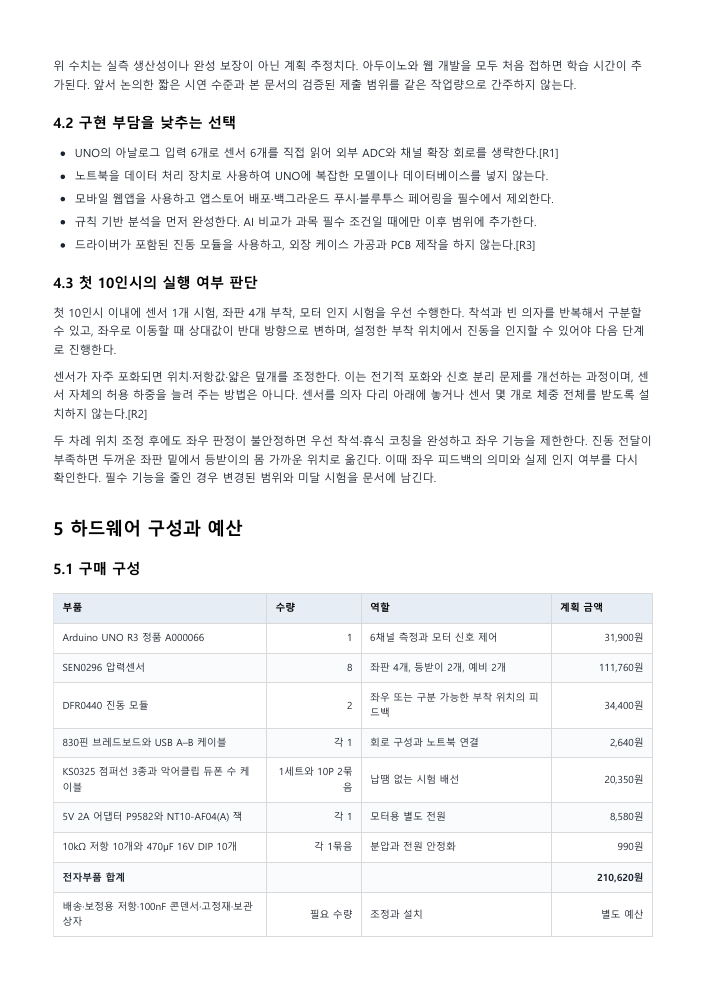 위 수치는 실측 생산성이나 완성 보장이 아닌 계획 추정치다. 아두이노와 웹 개발을 모두 처음 접하면 학습 시간이 추
가된다. 앞서 논의한 짧은 시연 수준과 본 문서의 검증된 제출 범위를 같은 작업량으로 간주하지 않는다.
4.2 구현 부담을 낮추는 선택
• UNO의 아날로그 입력 6개로 센서 6개를 직접 읽어 외부 ADC와 채널 확장 회로를 생략한다.[R1]
• 노트북을 데이터 처리 장치로 사용하여 UNO에 복잡한 모델이나 데이터베이스를 넣지 않는다.
• 모바일 웹앱을 사용하고 앱스토어 배포·백그라운드 푸시·블루투스 페어링을 필수에서 제외한다.
• 규칙 기반 분석을 먼저 완성한다. AI 비교가 과목 필수 조건일 때에만 이후 범위에 추가한다.
• 드라이버가 포함된 진동 모듈을 사용하고, 외장 케이스 가공과 PCB 제작을 하지 않는다.[R3]
4.3 첫 10인시의 실행 여부 판단
첫 10인시 이내에 센서 1개 시험, 좌판 4개 부착, 모터 인지 시험을 우선 수행한다. 착석과 빈 의자를 반복해서 구분할
수 있고, 좌우로 이동할 때 상대값이 반대 방향으로 변하며, 설정한 부착 위치에서 진동을 인지할 수 있어야 다음 단계
로 진행한다.
센서가 자주 포화되면 위치·저항값·얇은 덮개를 조정한다. 이는 전기적 포화와 신호 분리 문제를 개선하는 과정이며, 센
서 자체의 허용 하중을 늘려 주는 방법은 아니다. 센서를 의자 다리 아래에 놓거나 센서 몇 개로 체중 전체를 받도록 설
치하지 않는다.[R2]
두 차례 위치 조정 후에도 좌우 판정이 불안정하면 우선 착석·휴식 코칭을 완성하고 좌우 기능을 제한한다. 진동 전달이
부족하면 두꺼운 좌판 밑에서 등받이의 몸 가까운 위치로 옮긴다. 이때 좌우 피드백의 의미와 실제 인지 여부를 다시
확인한다. 필수 기능을 줄인 경우 변경된 범위와 미달 시험을 문서에 남긴다.
5 하드웨어 구성과 예산
5.1 구매 구성
부품 수량 역할 계획 금액
Arduino UNO R3 정품 A000066 1 6채널 측정과 모터 신호 제어 31,900원
SEN0296 압력센서 8 좌판 4개, 등받이 2개, 예비 2개 111,760원
DFR0440 진동 모듈 2 좌우 또는 구분 가능한 부착 위치의 피
드백 34,400원
830핀 브레드보드와 USB A–B 케이블 각 1 회로 구성과 노트북 연결 2,640원
KS0325 점퍼선 3종과 악어클립 듀폰 수 케
이블 1세트와 10P 2묶
음 납땜 없는 시험 배선 20,350원
5V 2A 어댑터 P9582와 NT10-AF04(A) 잭 각 1 모터용 별도 전원 8,580원
10kΩ 저항 10개와 470µF 16V DIP 10개 각 1묶음 분압과 전원 안정화 990원
전자부품 합계 210,620원
배송·보정용 저항·100nF 콘덴서·고정재·보관
상자 필요 수량 조정과 설치 별도 예산